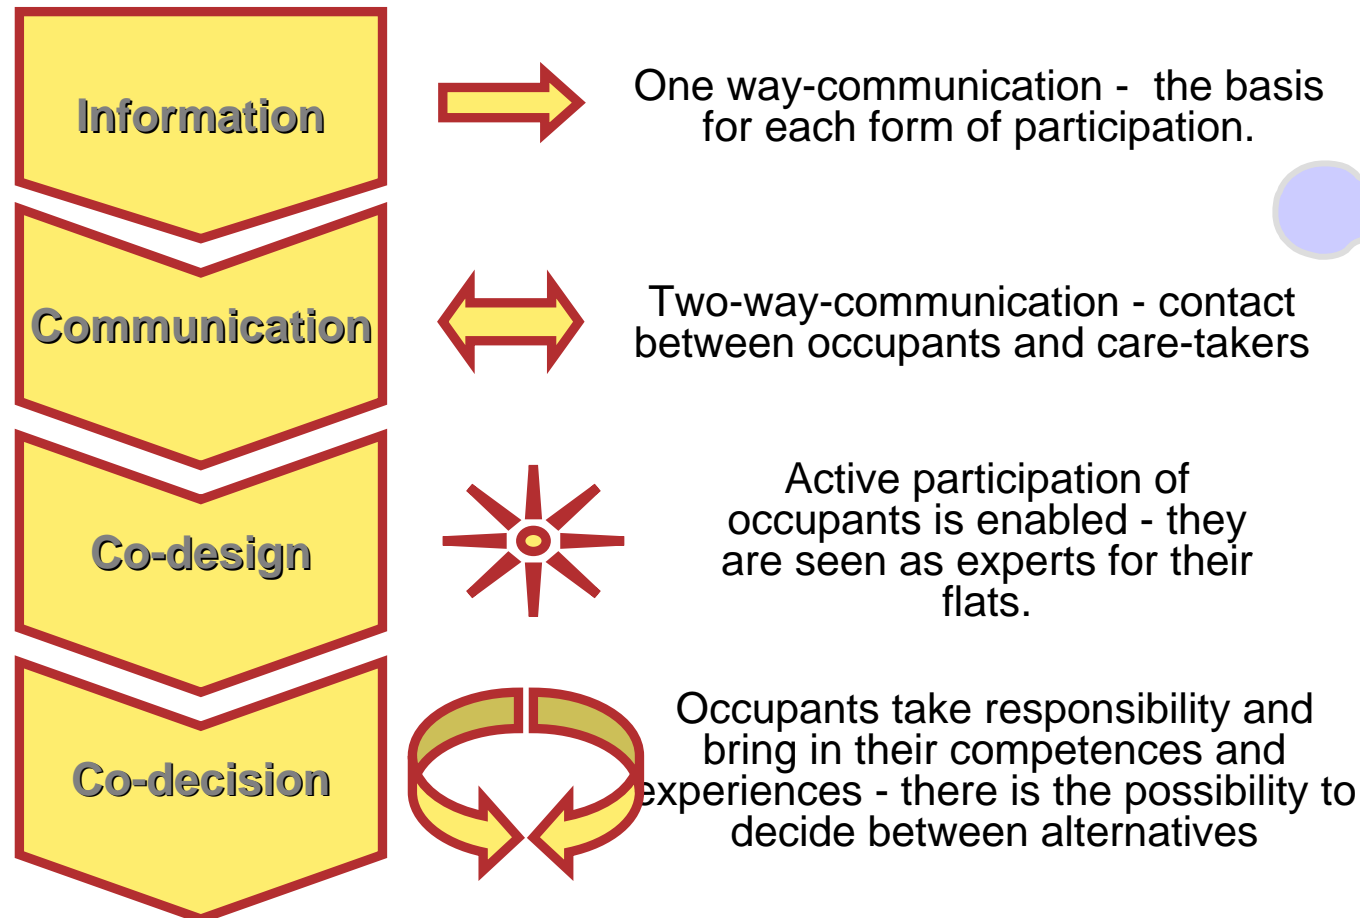 Information
One way-communication -  the basis
for each form of participation.
Communication
Two-way-communication - contact
between occupants and care-takers
Co-design
Active participation of
occupants is enabled - they
are seen as experts for their
flats.
Co-decision
Occupants take responsibility and
bring in their competences and
experiences - there is the possibility to
decide between alternatives